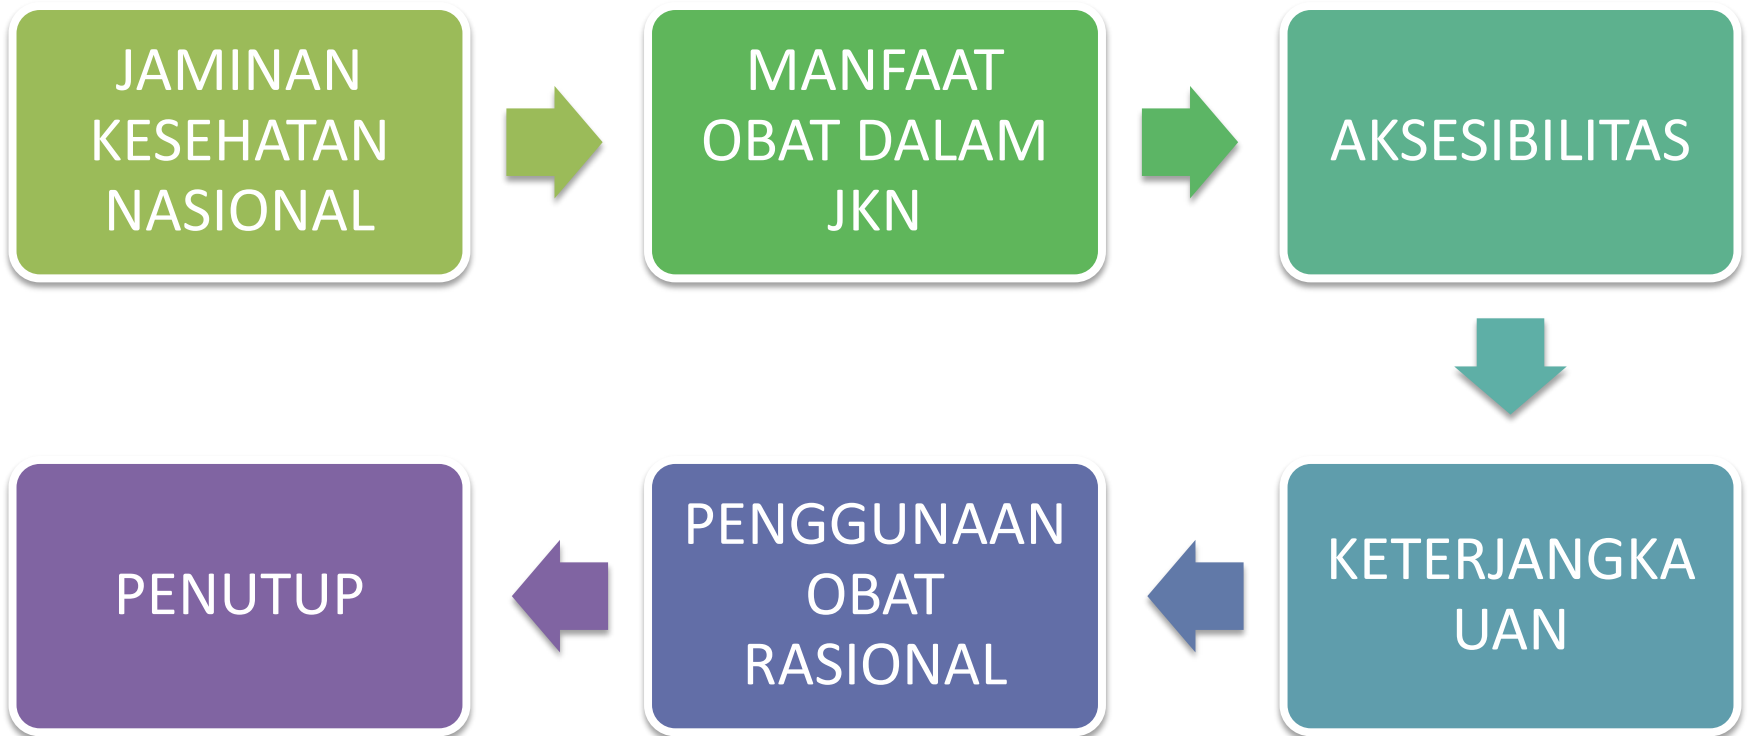 JAMINAN
KESEHATAN
NASIONAL
MANFAAT
OBAT DALAM
JKN
AKSESIBILITAS
KETERJANGKA
UAN
PENGGUNAAN
OBAT
RASIONAL
PENUTUP